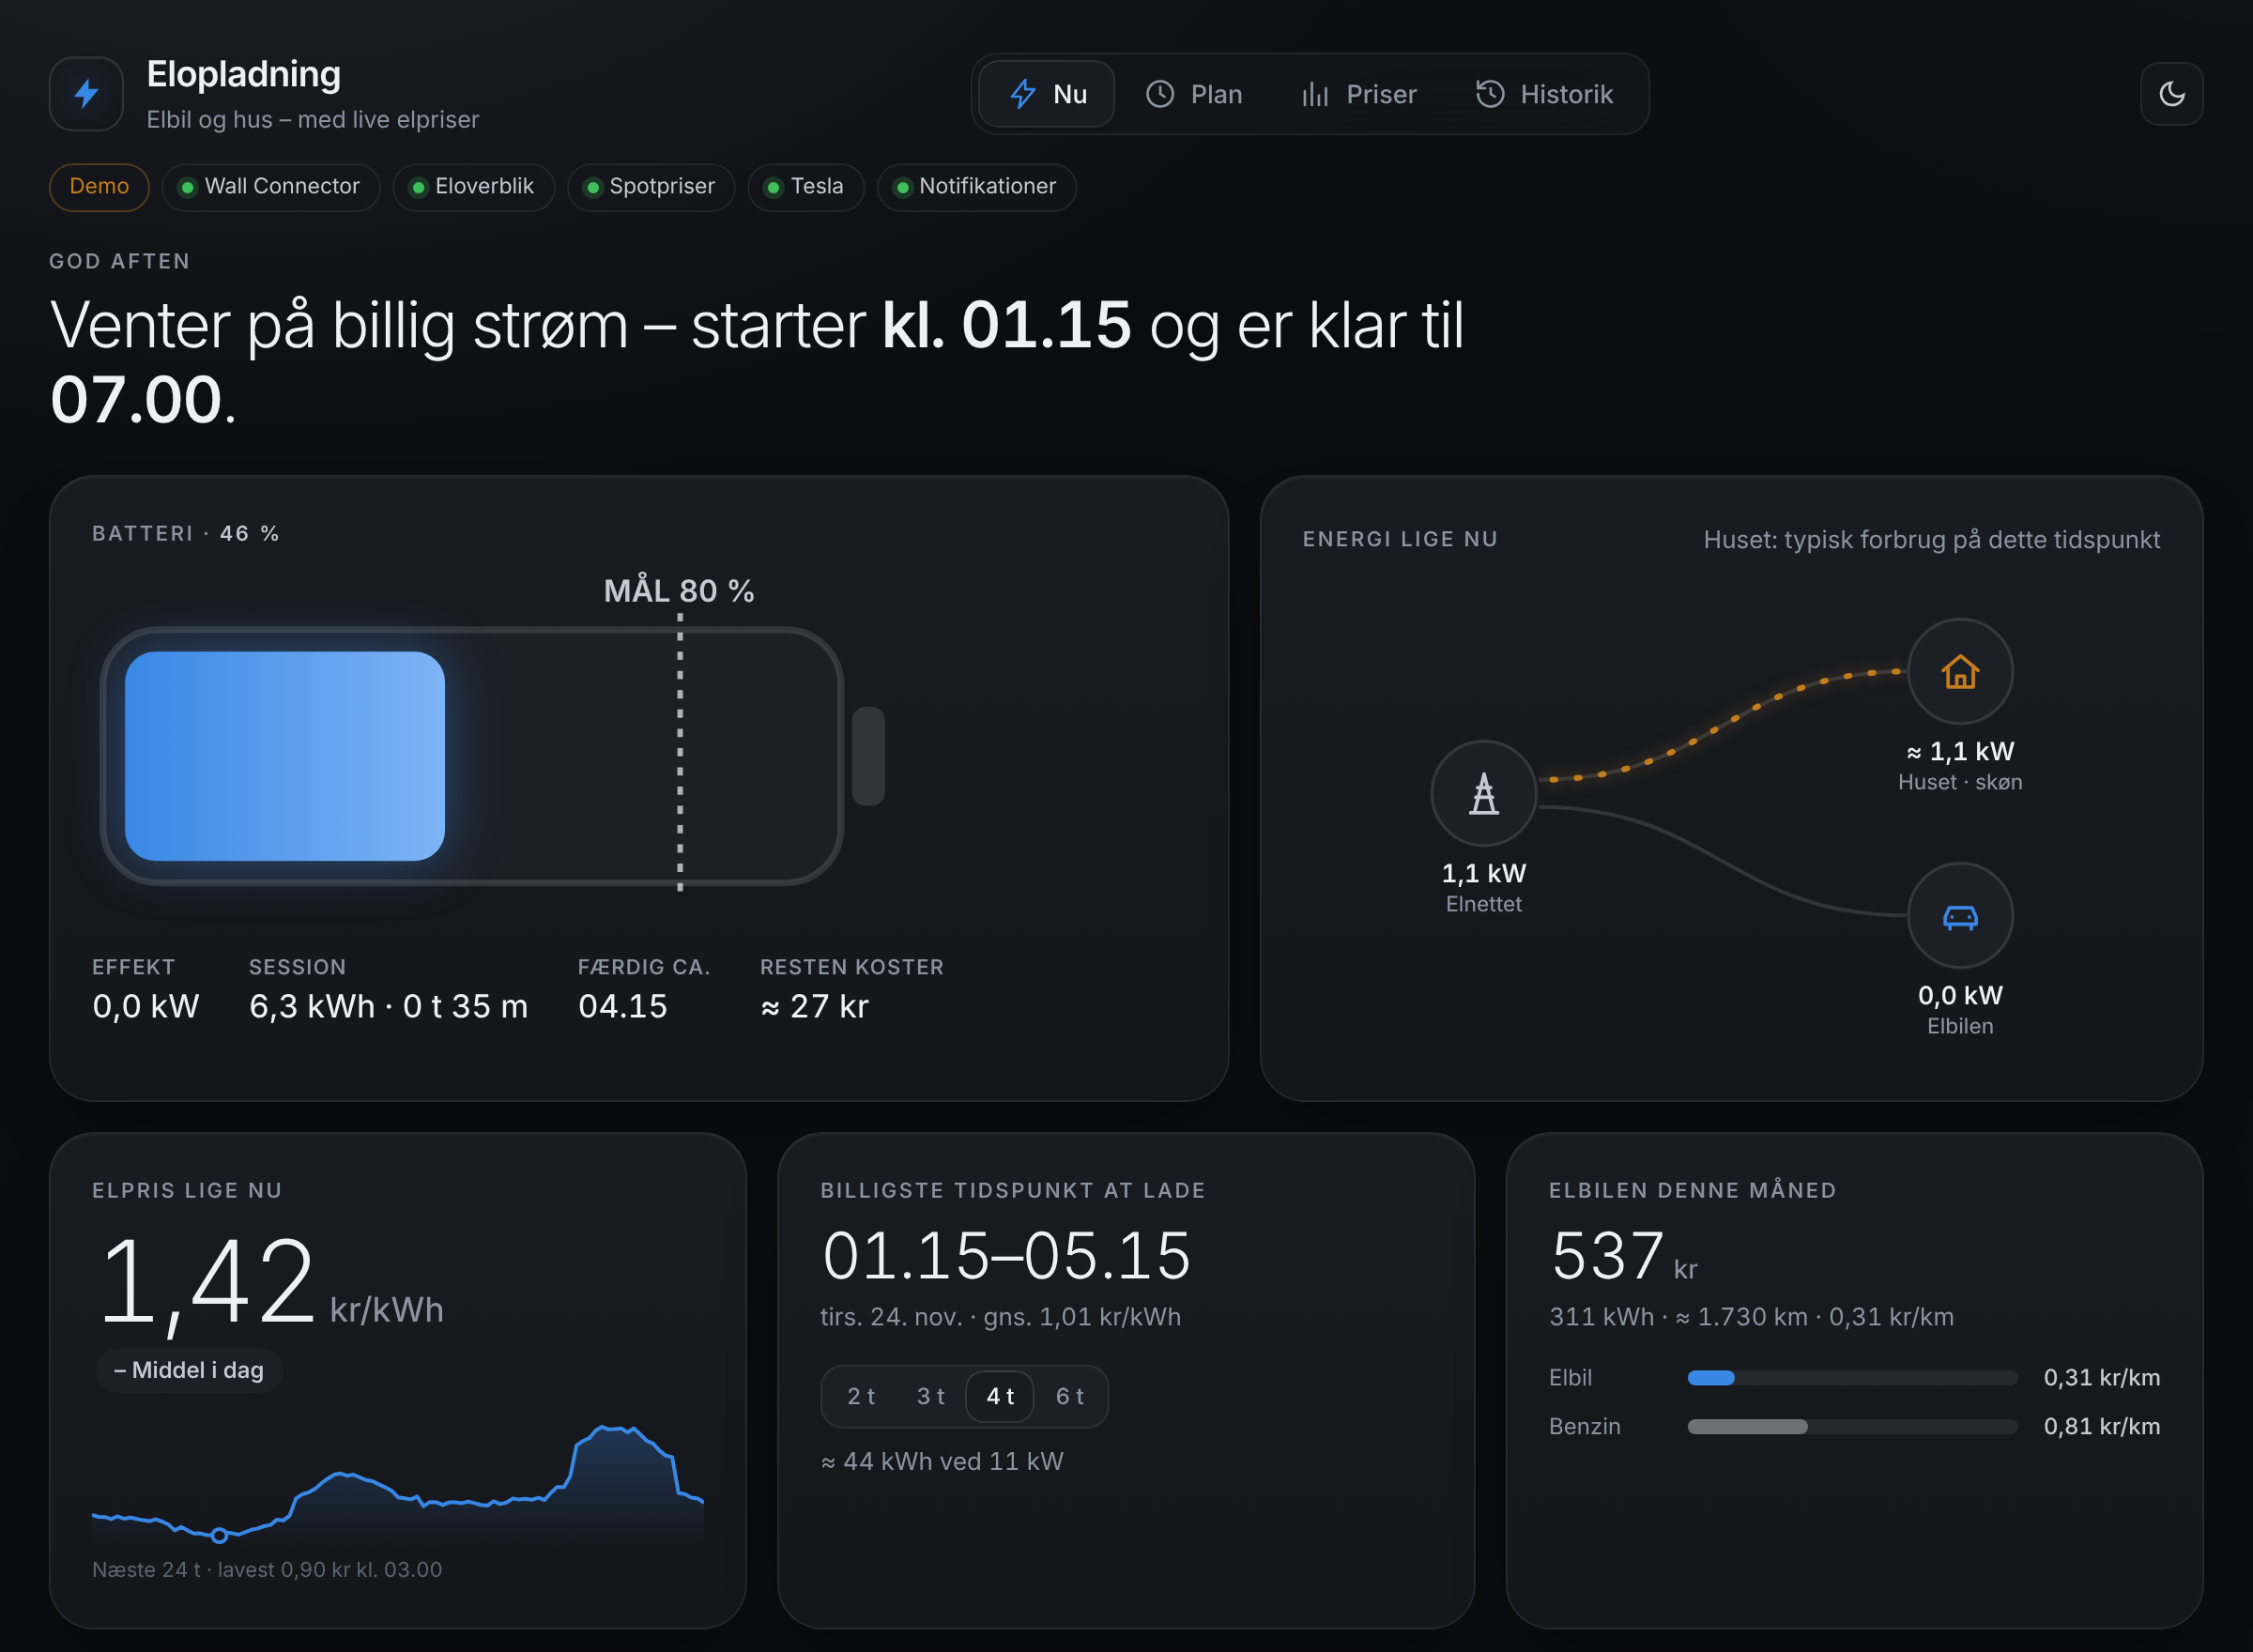 Elopladning
Elbil og hus – med live elpriser
Nu
Plan
Priser
Historik
Demo
Wall Connector
Eloverblik
Spotpriser
Tesla
Notifikationer
GOD AFTEN
Venter på billig strøm – starter kl. 01.15 og er klar til
07.00.
BATTERI · 46 %
MÅL 80 %
EFFEKT
0,0 kW
SESSION
6,3 kWh · 0 t 35 m
FÆRDIG CA.
04.15
RESTEN KOSTER
≈ 27 kr
ENERGI LIGE NU
Huset: typisk forbrug på dette tidspunkt
≈ 1,1 kW
Huset · skøn
1,1 kW
Elnettet
0,0 kW
Elbilen
ELPRIS LIGE NU
1,42 kr/kWh
– Middel i dag
Næste 24 t · lavest 0,90 kr kl. 03.00
BILLIGSTE TIDSPUNKT AT LADE
01.15–05.15
tirs. 24. nov. · gns. 1,01 kr/kWh
2 t
3 t
4 t
6 t
≈ 44 kWh ved 11 kW
ELBILEN DENNE MÅNED
537 kr
311 kWh · ≈ 1.730 km · 0,31 kr/km
Elbil 0,31 kr/km
Benzin 0,81 kr/km